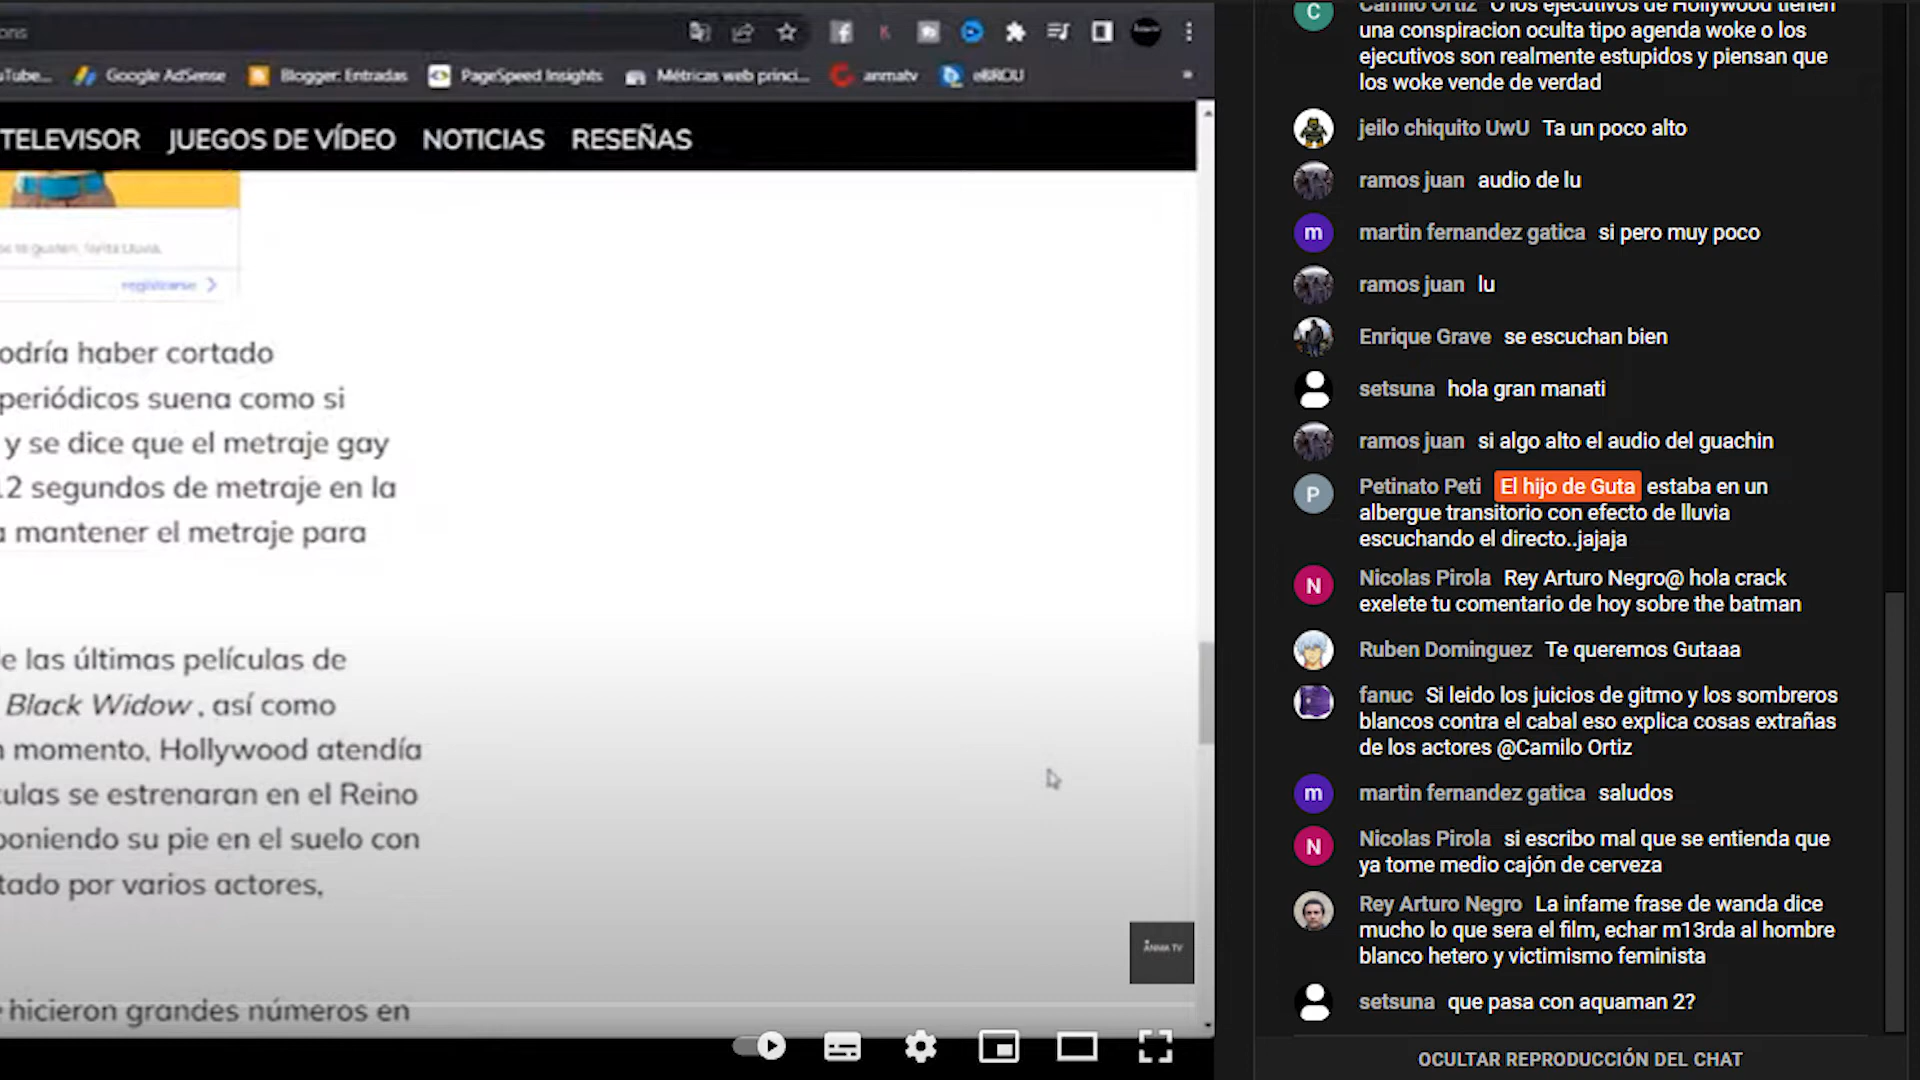 ons
uTube...
Google AdSense
Blogger: Entradas
PageSpeed Insights
Métricas web princi...
anmatv
eBROU
TELEVISOR JUEGOS DE VÍDEO NOTICIAS RESEÑAS
registrarse
odría haber cortado
periódicos suena como si
y se dice que el metraje gay
12 segundos de metraje en la
a mantener el metraje para
e las últimas películas de
Black Widow , así como
n momento, Hollywood atendía
culas se estrenaran en el Reino
poniendo su pie en el suelo con
tado por varios actores,
hicieron grandes números en
ÁNMA TV
C
Camilo Ortiz O los ejecutivos de Hollywood tienen
una conspiracion oculta tipo agenda woke o los
ejecutivos son realmente estupidos y piensan que
los woke vende de verdad
jeilo chiquito UwU Ta un poco alto
ramos juan audio de lu
m martin fernandez gatica si pero muy poco
ramos juan lu
Enrique Grave se escuchan bien
setsuna hola gran manati
ramos juan si algo alto el audio del guachin
P Petinato Peti El hijo de Guta estaba en un
albergue transitorio con efecto de lluvia
escuchando el directo..jajaja
N Nicolas Pirola Rey Arturo Negro@ hola crack
exelete tu comentario de hoy sobre the batman
Ruben Dominguez Te queremos Gutaaa
fanuc Si leido los juicios de gitmo y los sombreros
blancos contra el cabal eso explica cosas extrañas
de los actores @Camilo Ortiz
m martin fernandez gatica saludos
N Nicolas Pirola si escribo mal que se entienda que
ya tome medio cajón de cerveza
Rey Arturo Negro La infame frase de wanda dice
mucho lo que sera el film, echar m13rda al hombre
blanco hetero y victimismo feminista
setsuna que pasa con aquaman 2?
OCULTAR REPRODUCCIÓN DEL CHAT